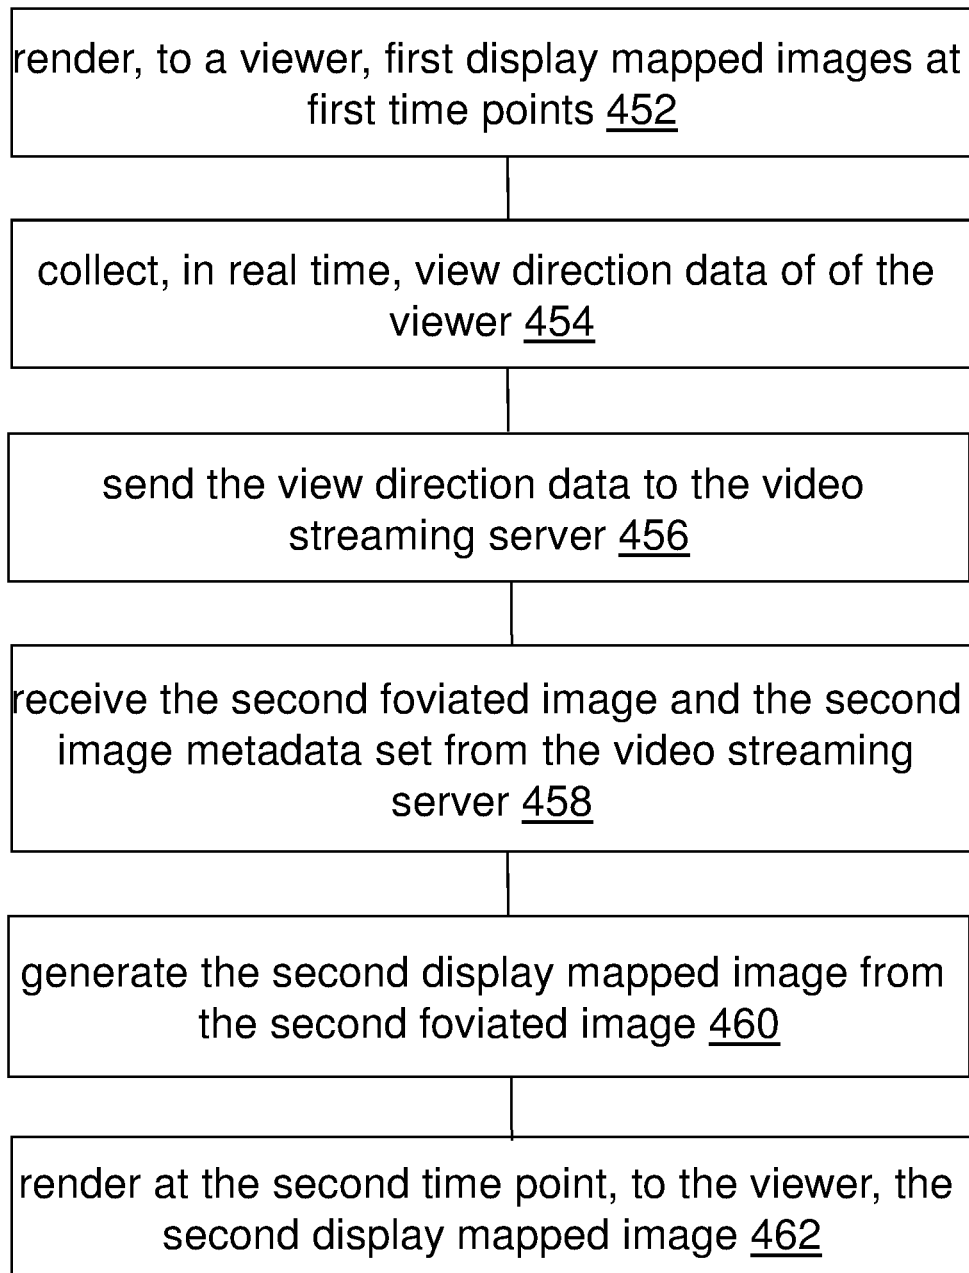 render, to a viewer, first display mapped images at
first time points 452
collect, in real time, view direction data of of the
viewer 454
send the view direction data to the video
streaming server 456
receive the second foviated image and the second
image metadata set from the video streaming
server 458
generate the second display mapped image from
the second foviated image 460
render at the second time point, to the viewer, the
second display mapped image 462